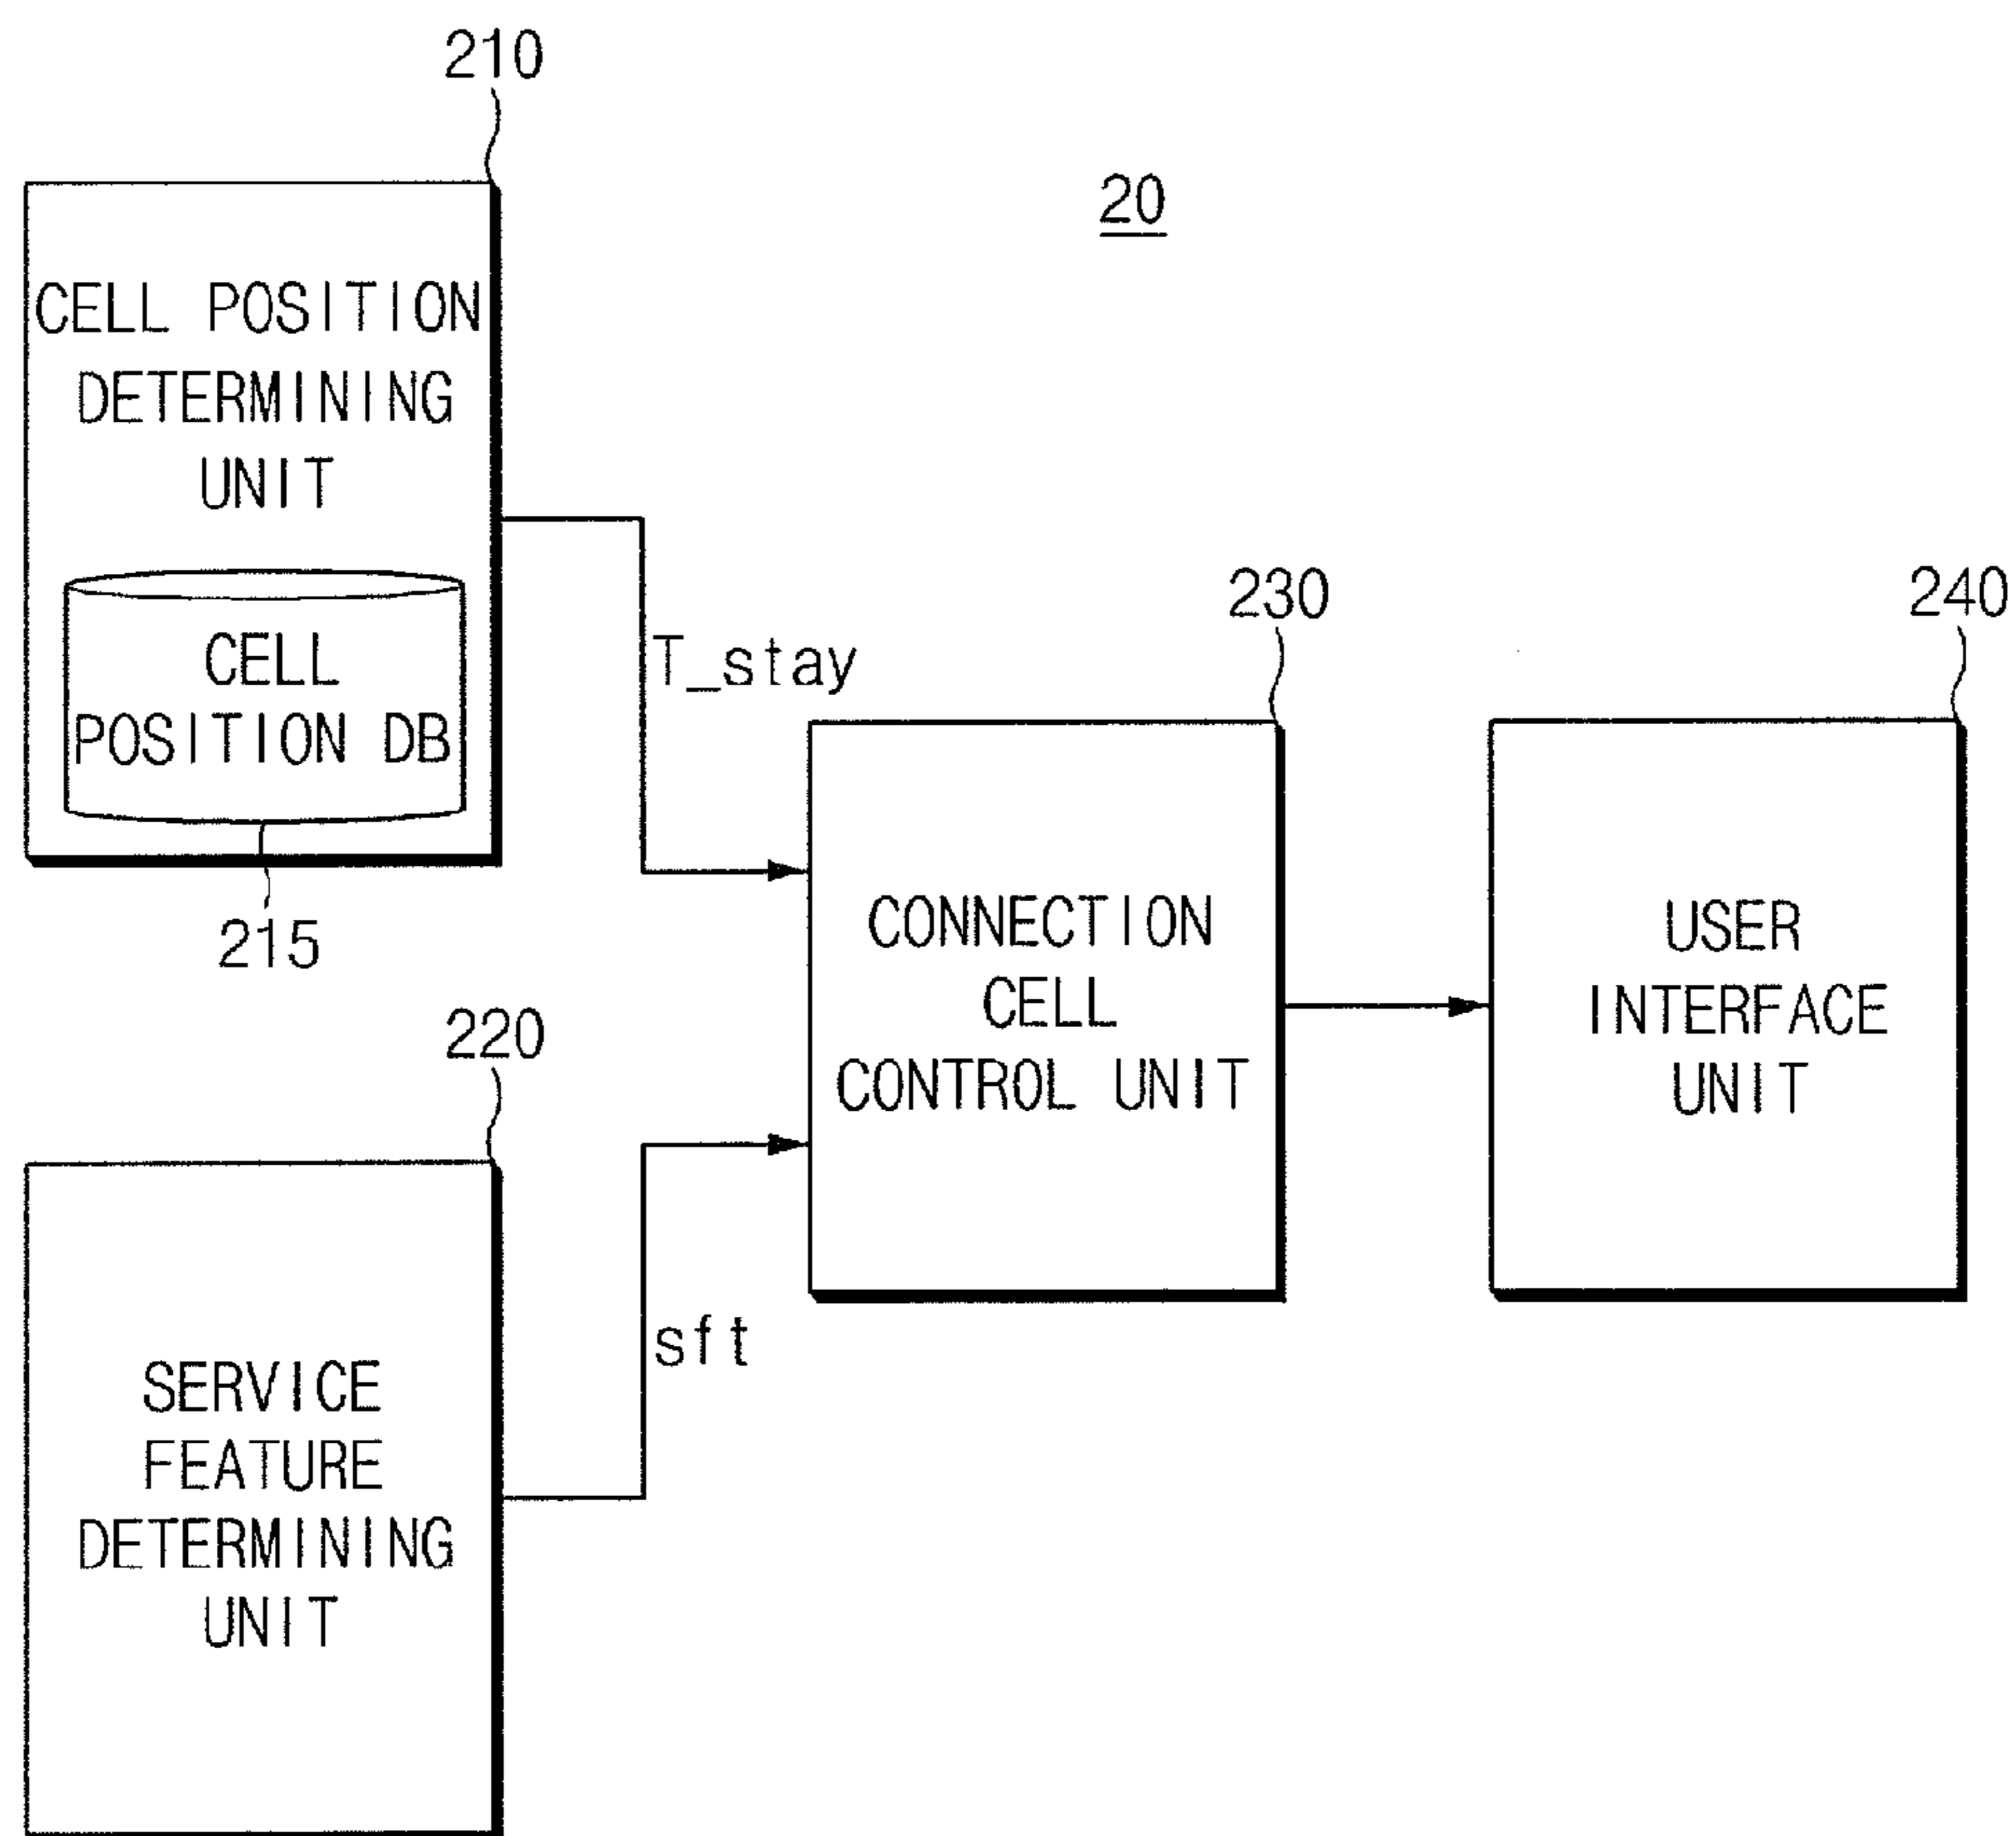 210
20
CELL POSITION
DETERMINING
UNIT
CELL
POSITION DB
215
T_stay
230
240
CONNECTION
CELL
CONTROL UNIT
USER
INTERFACE
UNIT
220
sft
SERVICE
FEATURE
DETERMINING
UNIT